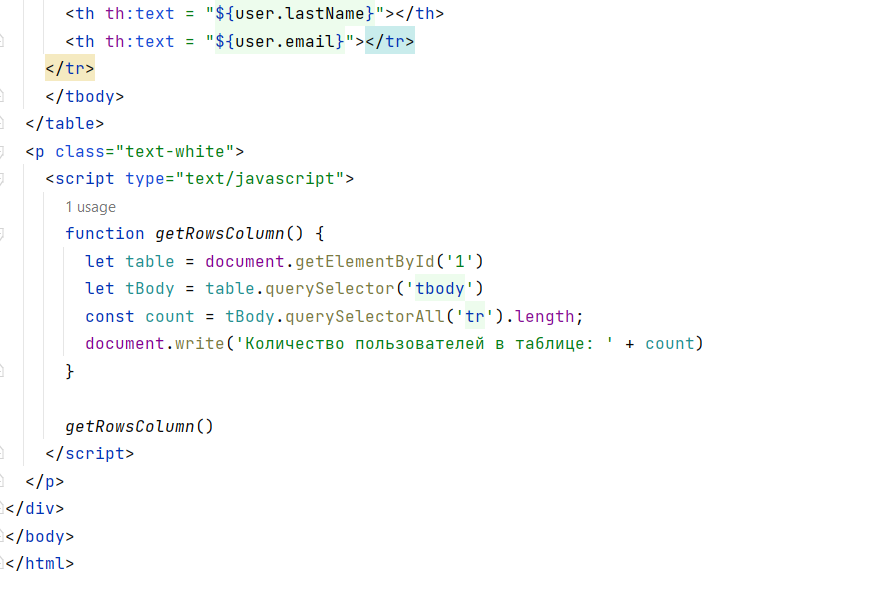 <th th:text = "${user.lastName}"></th>
<th th:text = "${user.email}"></tr>
</tr>
</tbody>
</table>
<p class="text-white">
<script type="text/javascript">
1 usage
function getRowsColumn() {
let table = document.getElementById('1')
let tBody = table.querySelector('tbody')
const count = tBody.querySelectorAll('tr').length;
document.write('Количество пользователей в таблице: ' + count)
}
getRowsColumn()
</script>
</p>
</div>
</body>
</html>